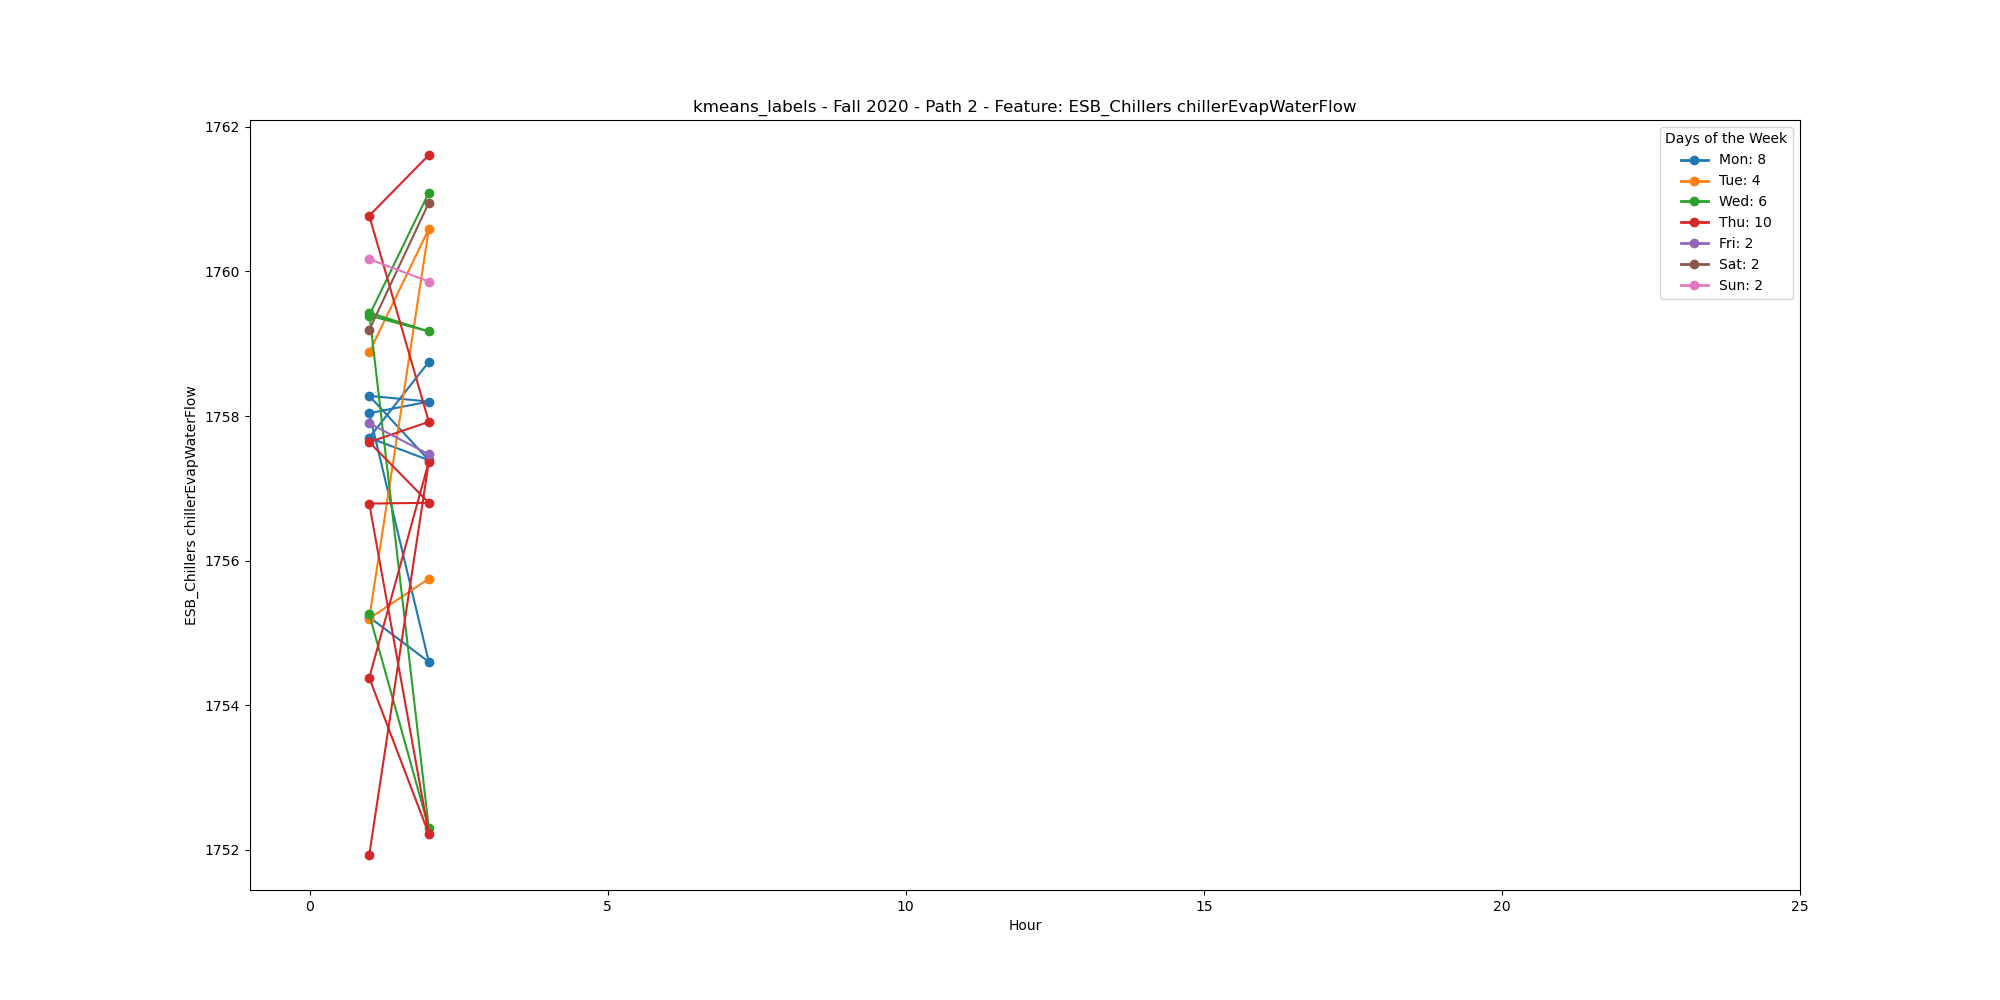 kmeans_labels - Fall 2020 - Path 2 - Feature: ESB_Chillers chillerEvapWaterFlow
Days of the Week
Mon: 8
Tue: 4
Wed: 6
Thu: 10
Fri: 2
Sat: 2
Sun: 2
ESB_Chillers chillerEvapWaterFlow
1762
1760
1758
1756
1754
1752
0 5 10 15 20 25
Hour